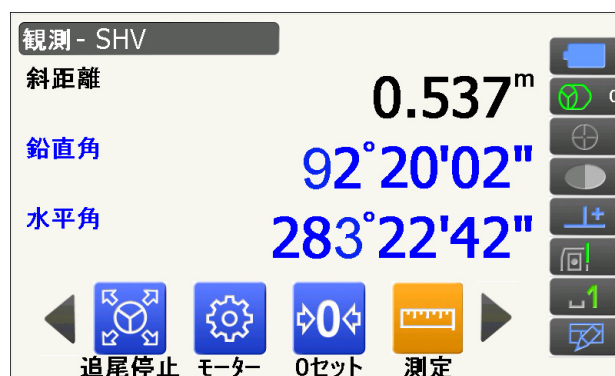 観測 - SHV
斜距離 0.537m
鉛直角 92°20'02"
水平角 283°22'42"
追尾停止 モーター 0セット 測定